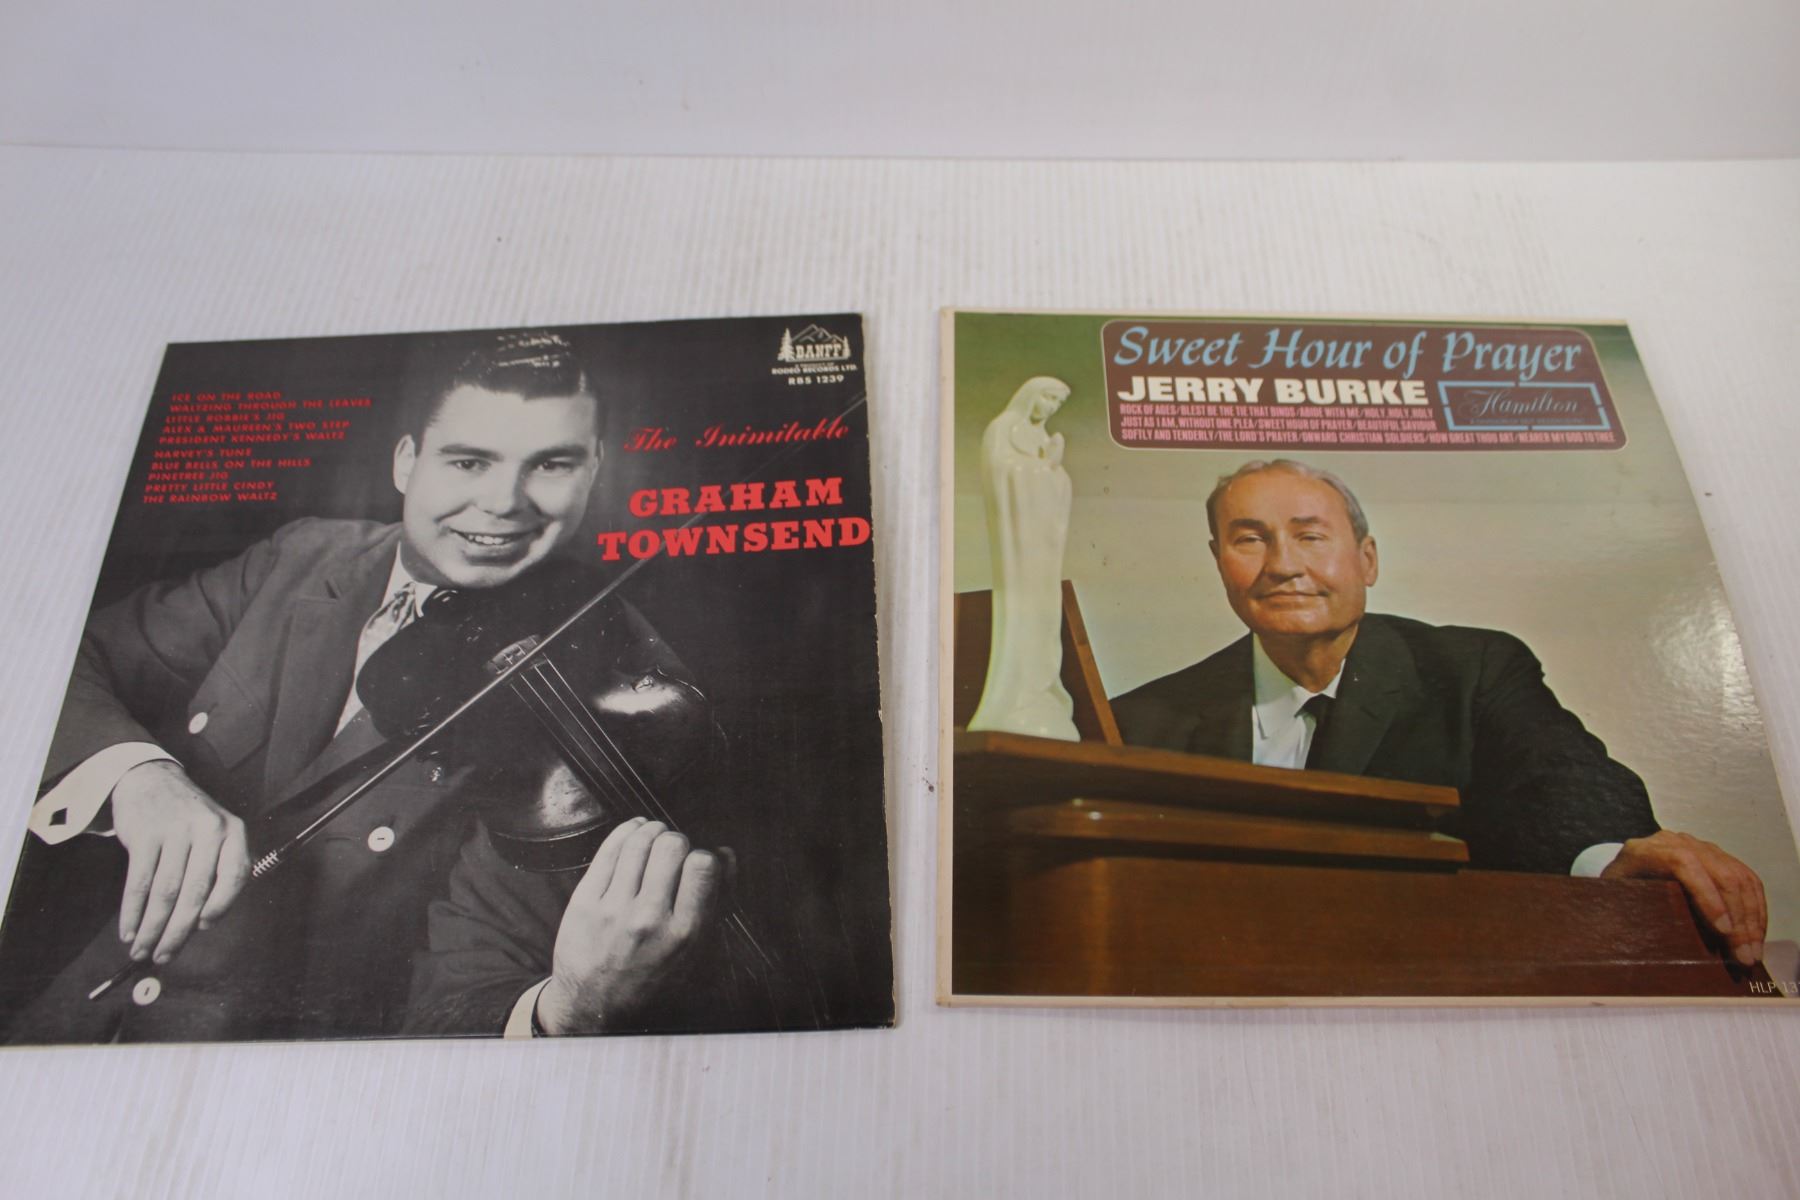 ICE ON THE ROAD
WALTZING THROUGH THE LEAVES
LITTLE ROBBIE'S JIG
ALEX & MAUREEN'S TWO STEP
PRESIDENT KENNEDY'S WALTZ
HARVEY'S TUNE
BLUE BELLS ON THE HILLS
PINETREE JIG
PRETTY LITTLE CINDY
THE RAINBOW WALTZ
BANFF
RODEO RECORDS LTD.
RBS 1239
The Inimitable
GRAHAM
TOWNSEND
Sweet Hour of Prayer
JERRY BURKE
Hamilton
ROCK OF AGES/BLEST BE THE TIE THAT BINDS/ABIDE WITH ME/HOLY, HOLY, HOLY
JUST AS I AM, WITHOUT ONE PLEA/SWEET HOUR OF PRAYER/BEAUTIFUL SAVIOUR
SOFTLY AND TENDERLY/THE LORD'S PRAYER/ONWARD CHRISTIAN SOLDIERS/HOW GREAT THOU ART/NEARER MY GOD TO THEE
HLP